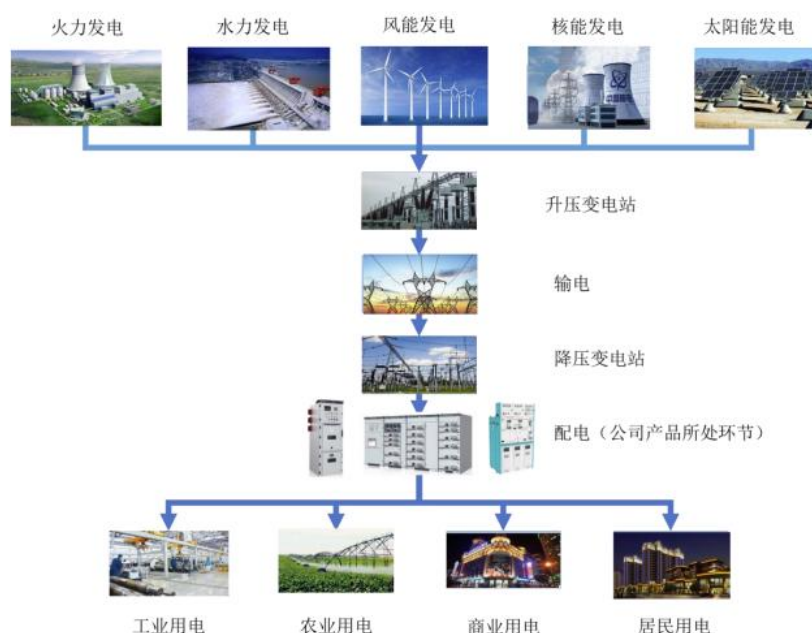 火力发电
水力发电
风能发电
核能发电
太阳能发电
升压变电站
输电
降压变电站
配电（公司产品所处环节）
工业用电
农业用电
商业用电
居民用电